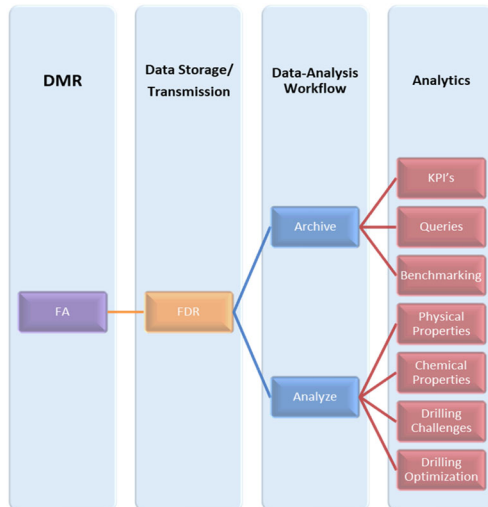 DMR
Data Storage/
Transmission
Data-Analysis
Workflow
Analytics
FA
FDR
Archive
Analyze
KPI's
Queries
Benchmarking
Physical
Properties
Chemical
Properties
Drilling
Challenges
Drilling
Optimization